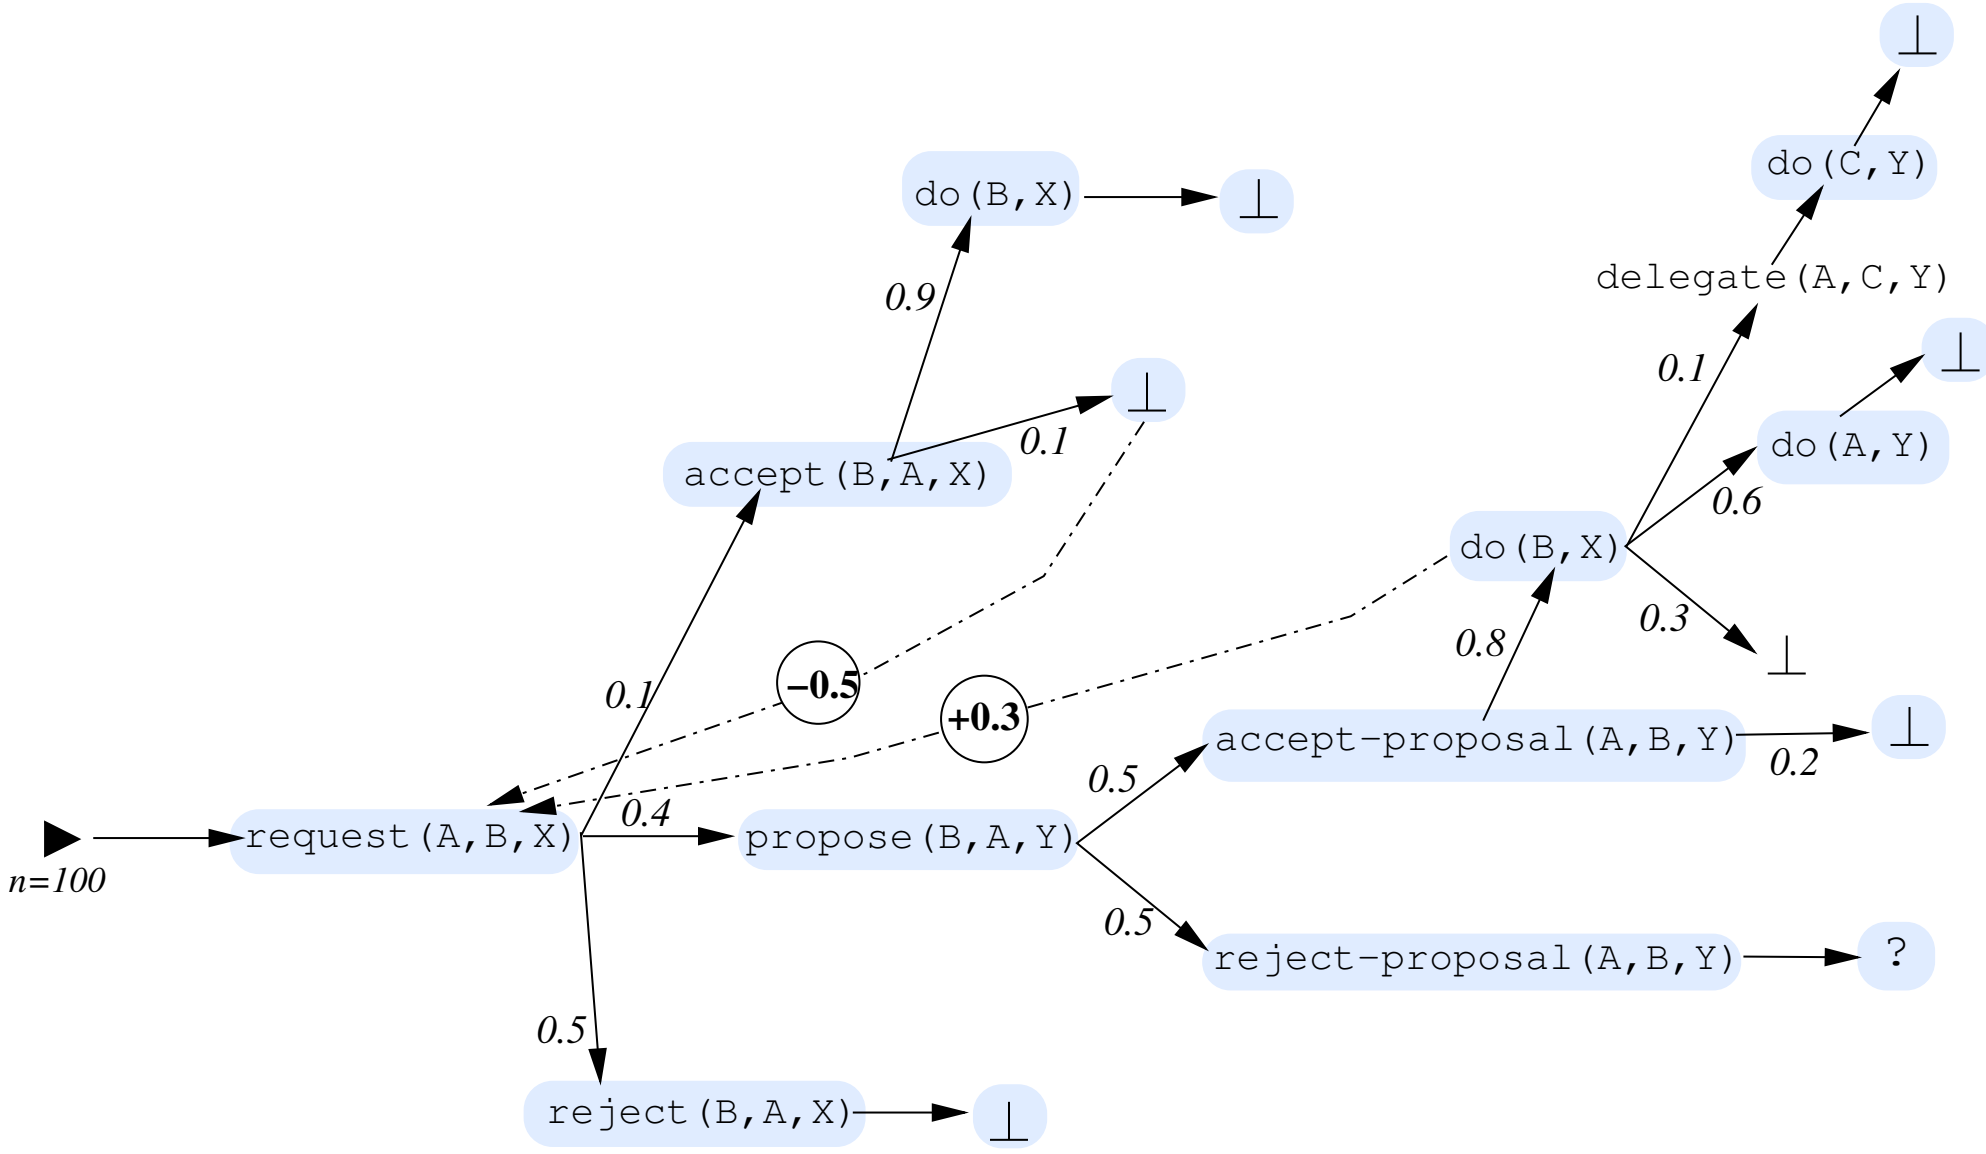 ⊥
do(C,Y)
do(B,X)
⊥
delegate(A,C,Y)
0.9
⊥
0.1
⊥
0.1
do(A,Y)
accept(B,A,X)
0.6
do(B,X)
0.3
0.8
⊥
−0.5
0.1
+0.3
accept−proposal(A,B,Y)
⊥
0.2
0.5
0.4
request(A,B,X)
propose(B,A,Y)
n=100
0.5
reject−proposal(A,B,Y)
?
0.5
reject(B,A,X)
⊥